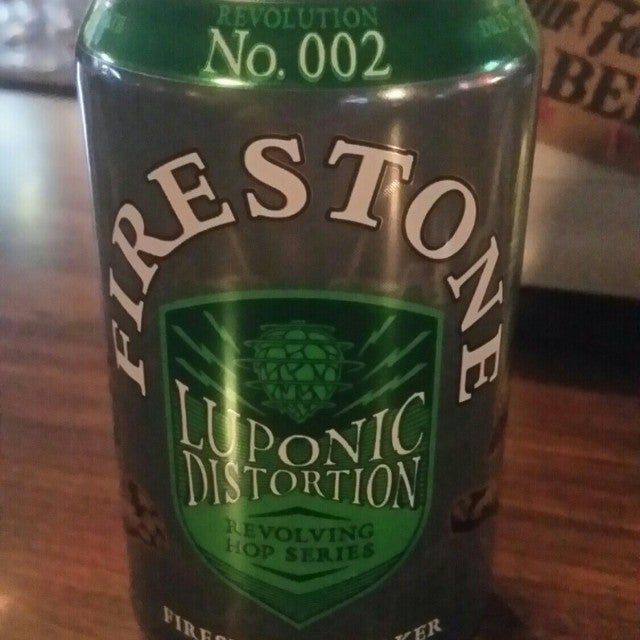 REVOLUTION
No. 002
FIRESTONE
LUPONIC
DISTORTION
REVOLVING
HOP SERIES